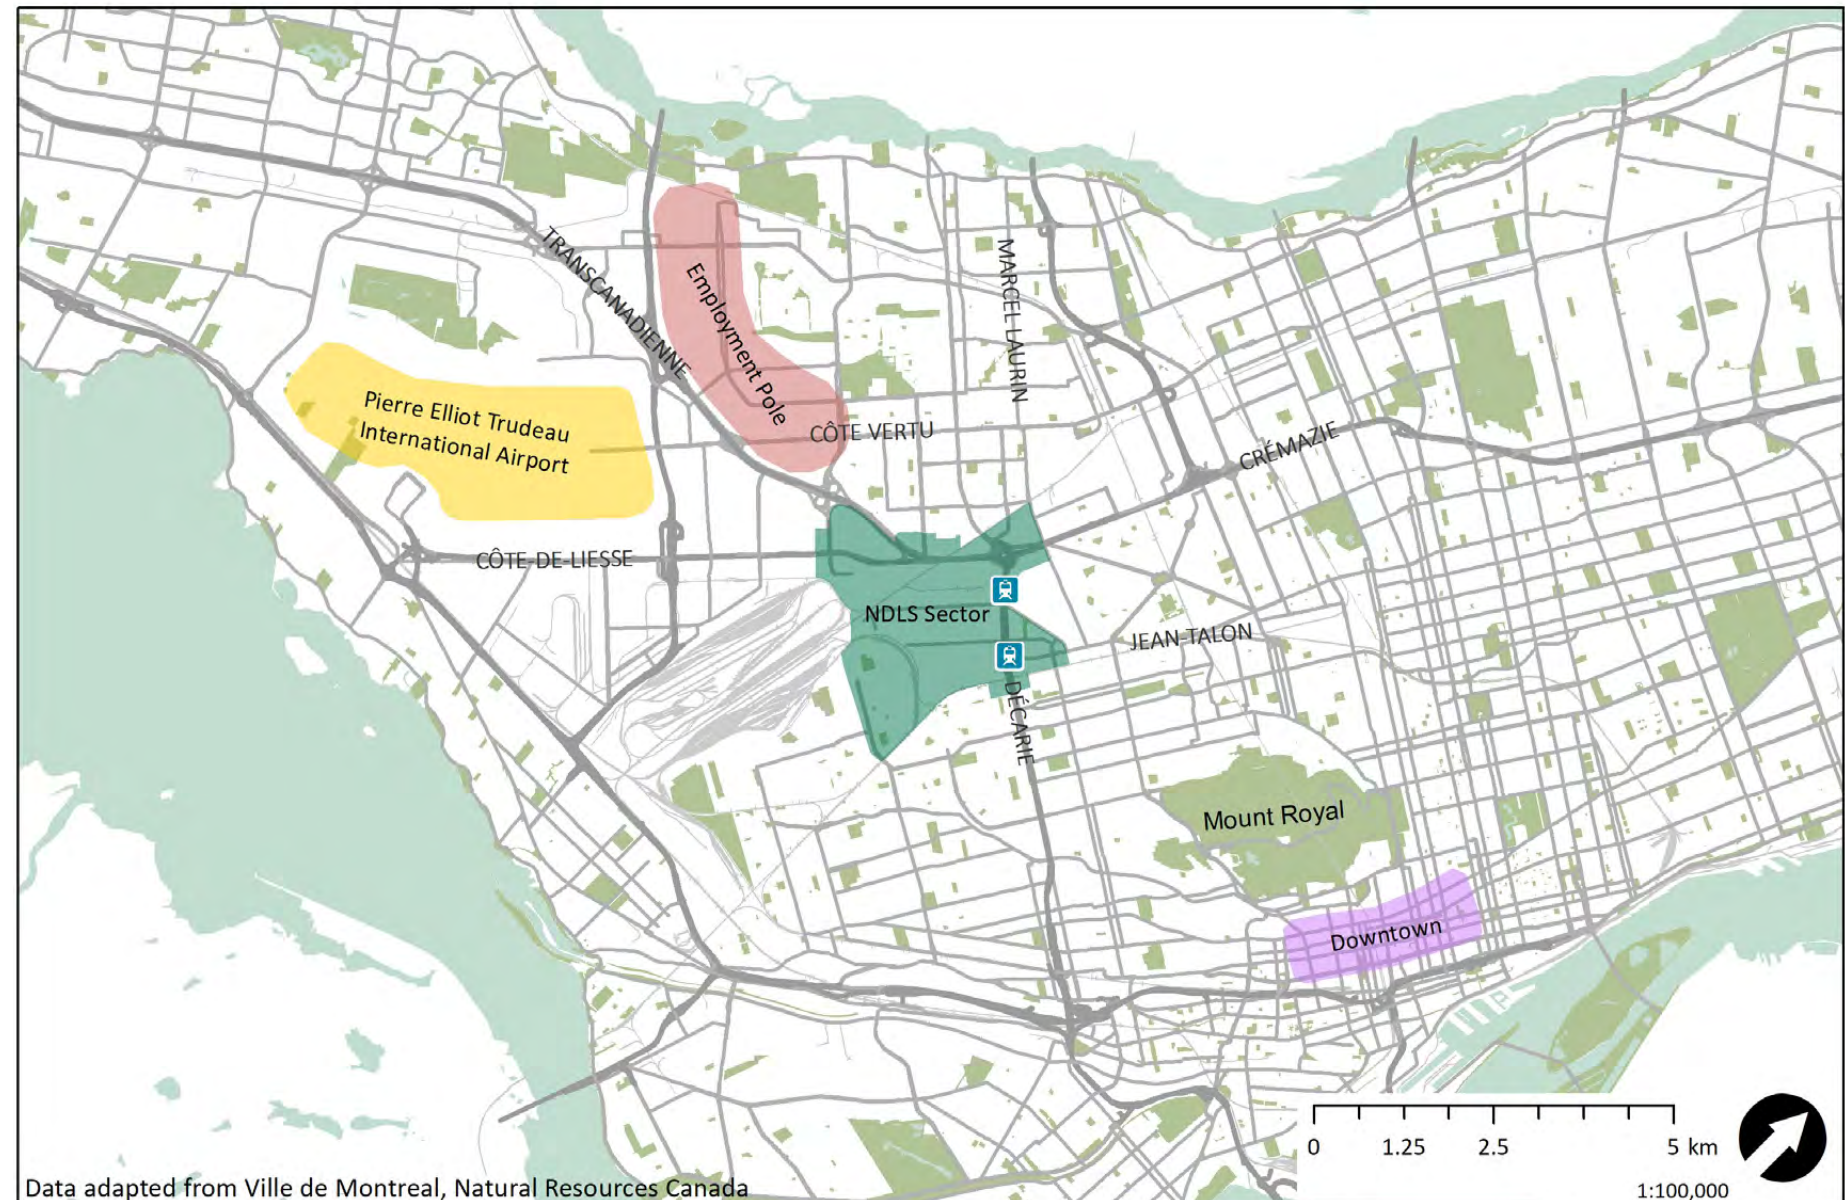 TRANSCANADIENNE
Employment Pole
MARCEL LAURIN
Pierre Elliot Trudeau
International Airport
CÔTE VERTU
CRÉMAZIE
CÔTE-DE-LIESSE
NDLS Sector
JEAN-TALON
DÉCARIE
Mount Royal
Downtown
0 1.25 2.5 5 km
1:100,000
Data adapted from Ville de Montreal, Natural Resources Canada